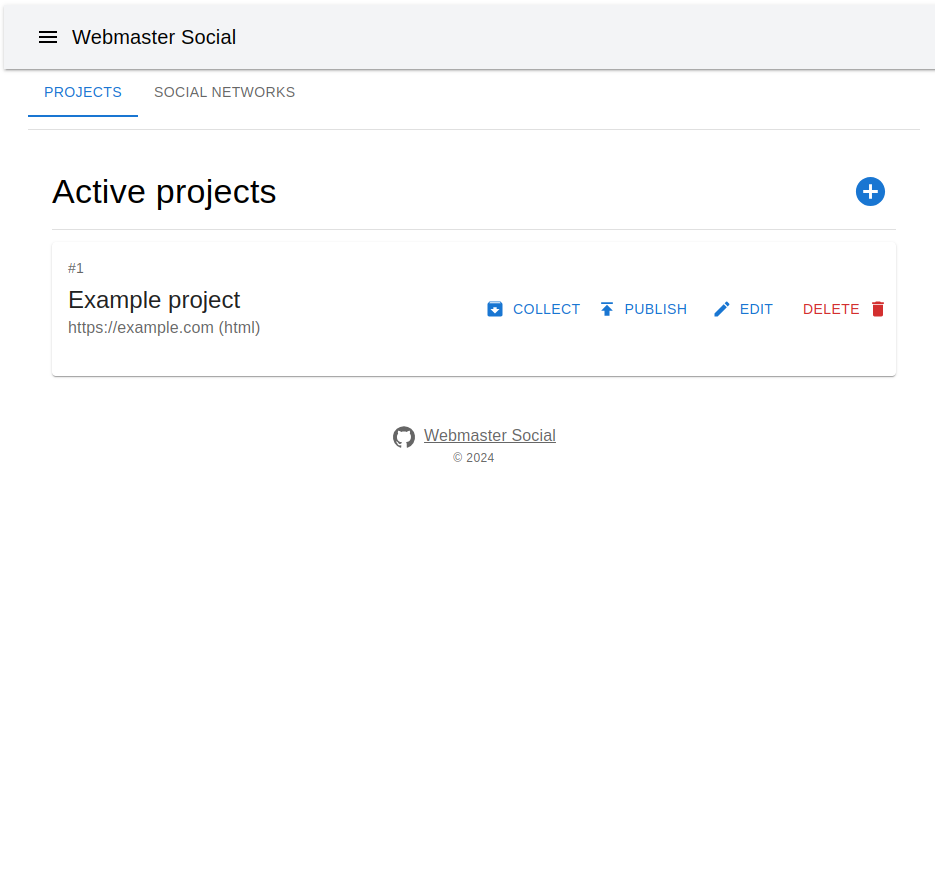 Webmaster Social
PROJECTS SOCIAL NETWORKS
Active projects
#1
Example project
https://example.com (html)
COLLECT PUBLISH EDIT DELETE
Webmaster Social
© 2024